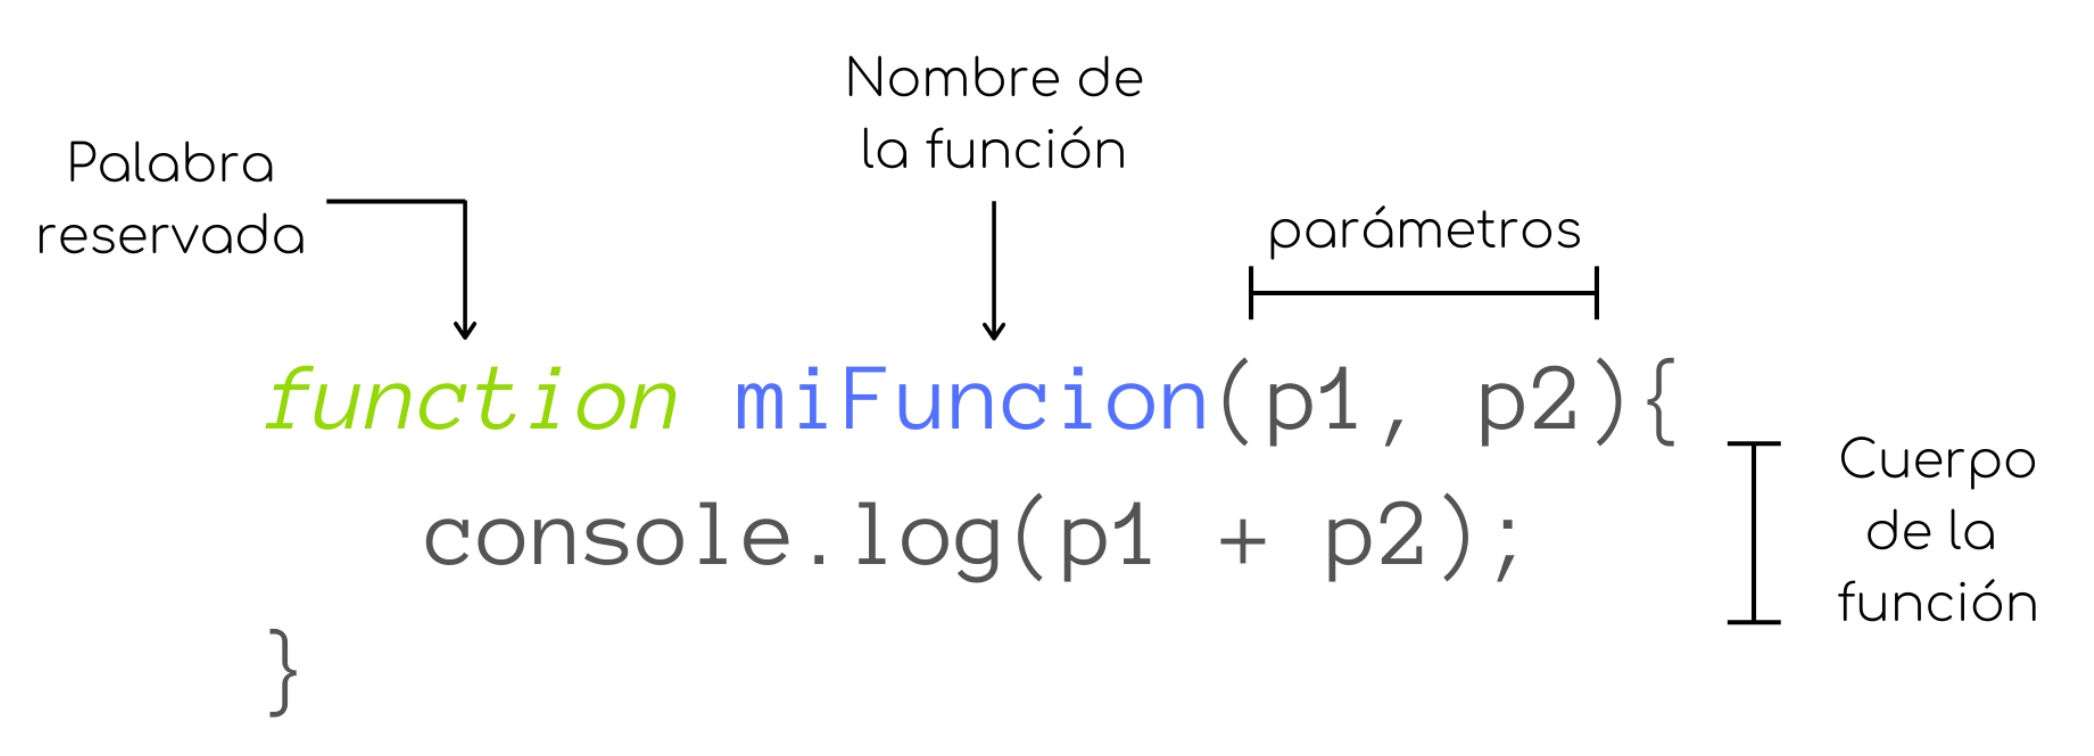 Nombre de
la función
Palabra
reservada
parámetros
function miFuncion(p1, p2){
console.log(p1 + p2);
}
Cuerpo
de la
función